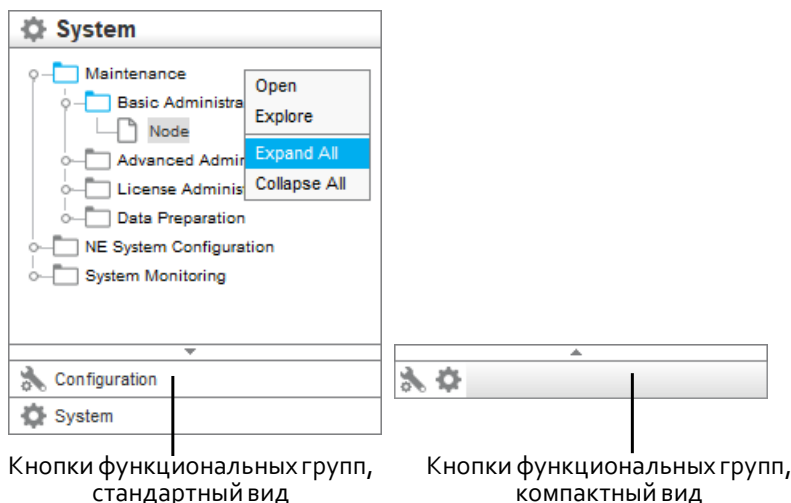 System
Maintenance
Basic Administra
Node
Advanced Admin
License Adminis
Data Preparation
NE System Configuration
System Monitoring
Open
Explore
Expand All
Collapse All
Configuration
System
Кнопки функциональных групп,
стандартный вид
Кнопки функциональных групп,
компактный вид